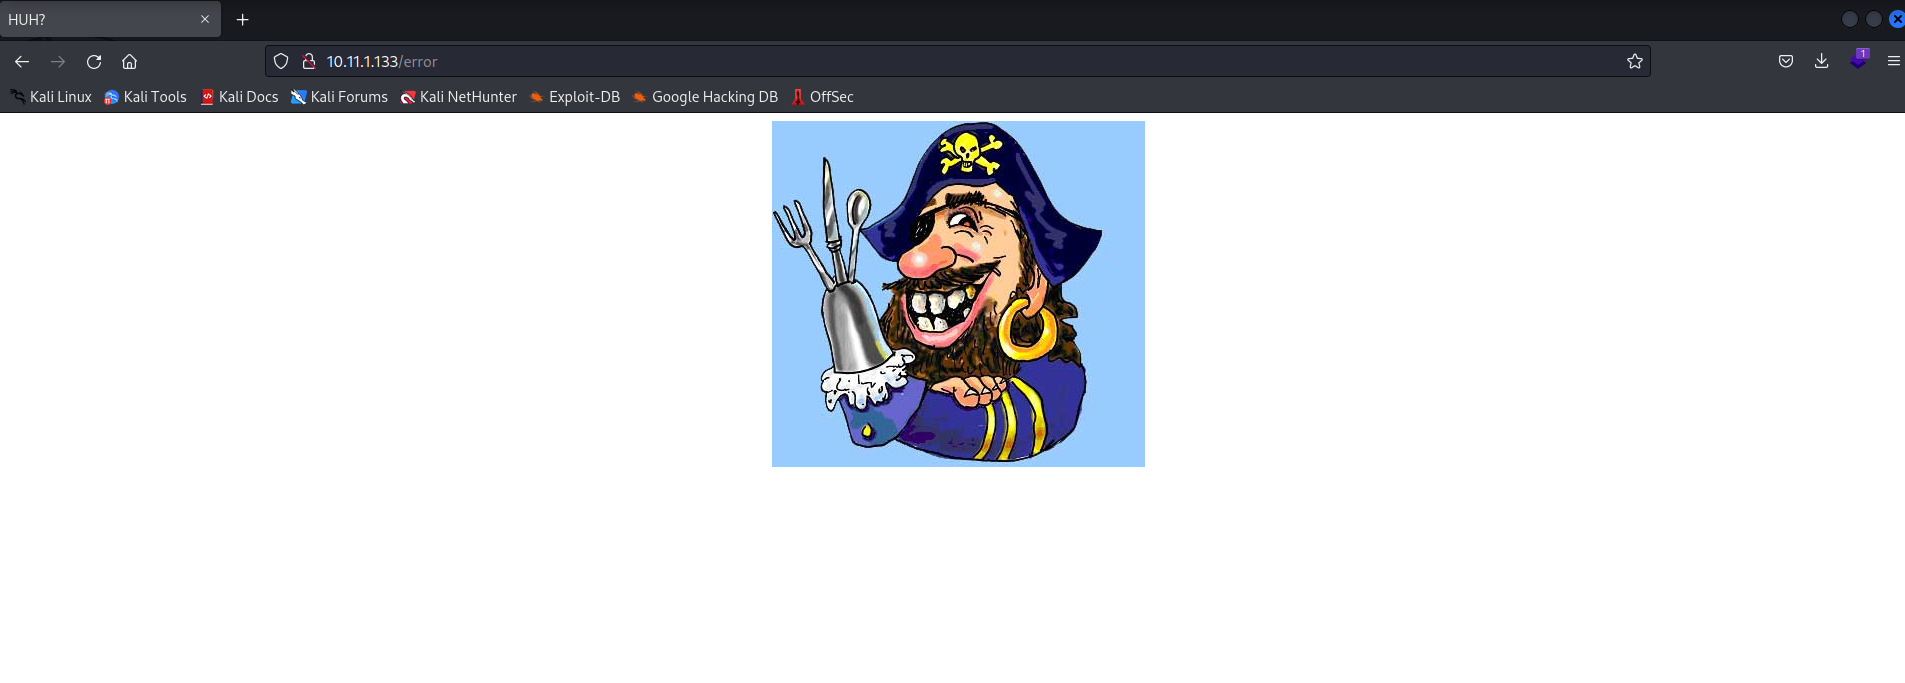 HUH?
10.11.1.133/error
1
Kali Linux Kali Tools Kali Docs Kali Forums Kali NetHunter Exploit-DB Google Hacking DB OffSec